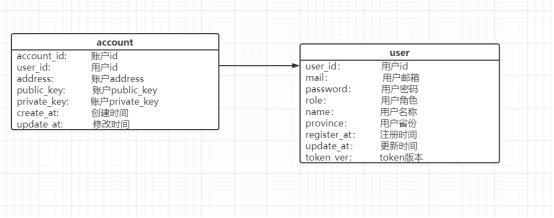 account
account_id: 账户id
user_id: 用户id
address: 账户address
public_key: 账户public_key
private_key: 账户private_key
create_at: 创建时间
update_at: 修改时间
user
user_id: 用户id
mail: 用户邮箱
password: 用户密码
role: 用户角色
name: 用户名称
province: 用户省份
register_at: 注册时间
update_at: 更新时间
token_ver: token版本